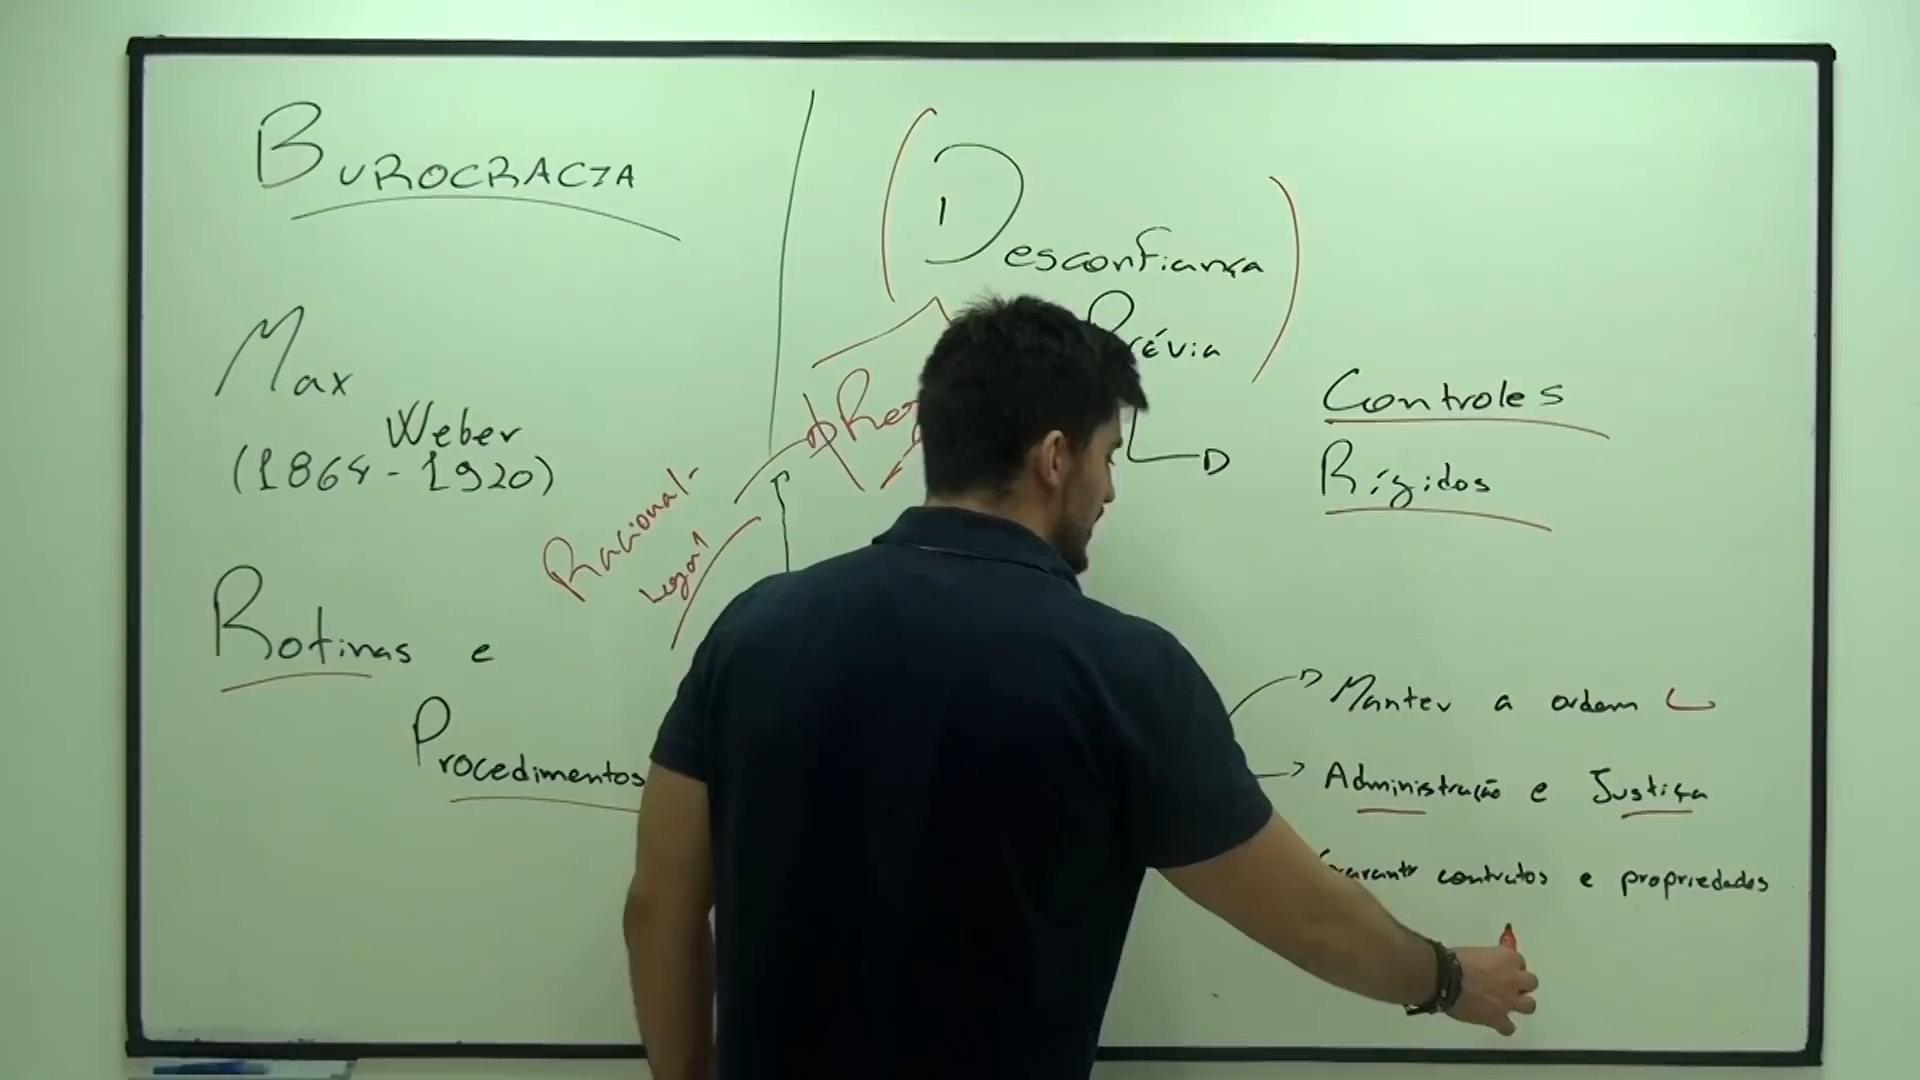 BUROCRACIA
Max
Weber
(1864-1920)
Rotinas e
Procedimentos
Racional-
Legal
Desconfiança
Prévia
Controles
Rígidos
Manter a ordem
Administração e Justiça
contratos e propriedades